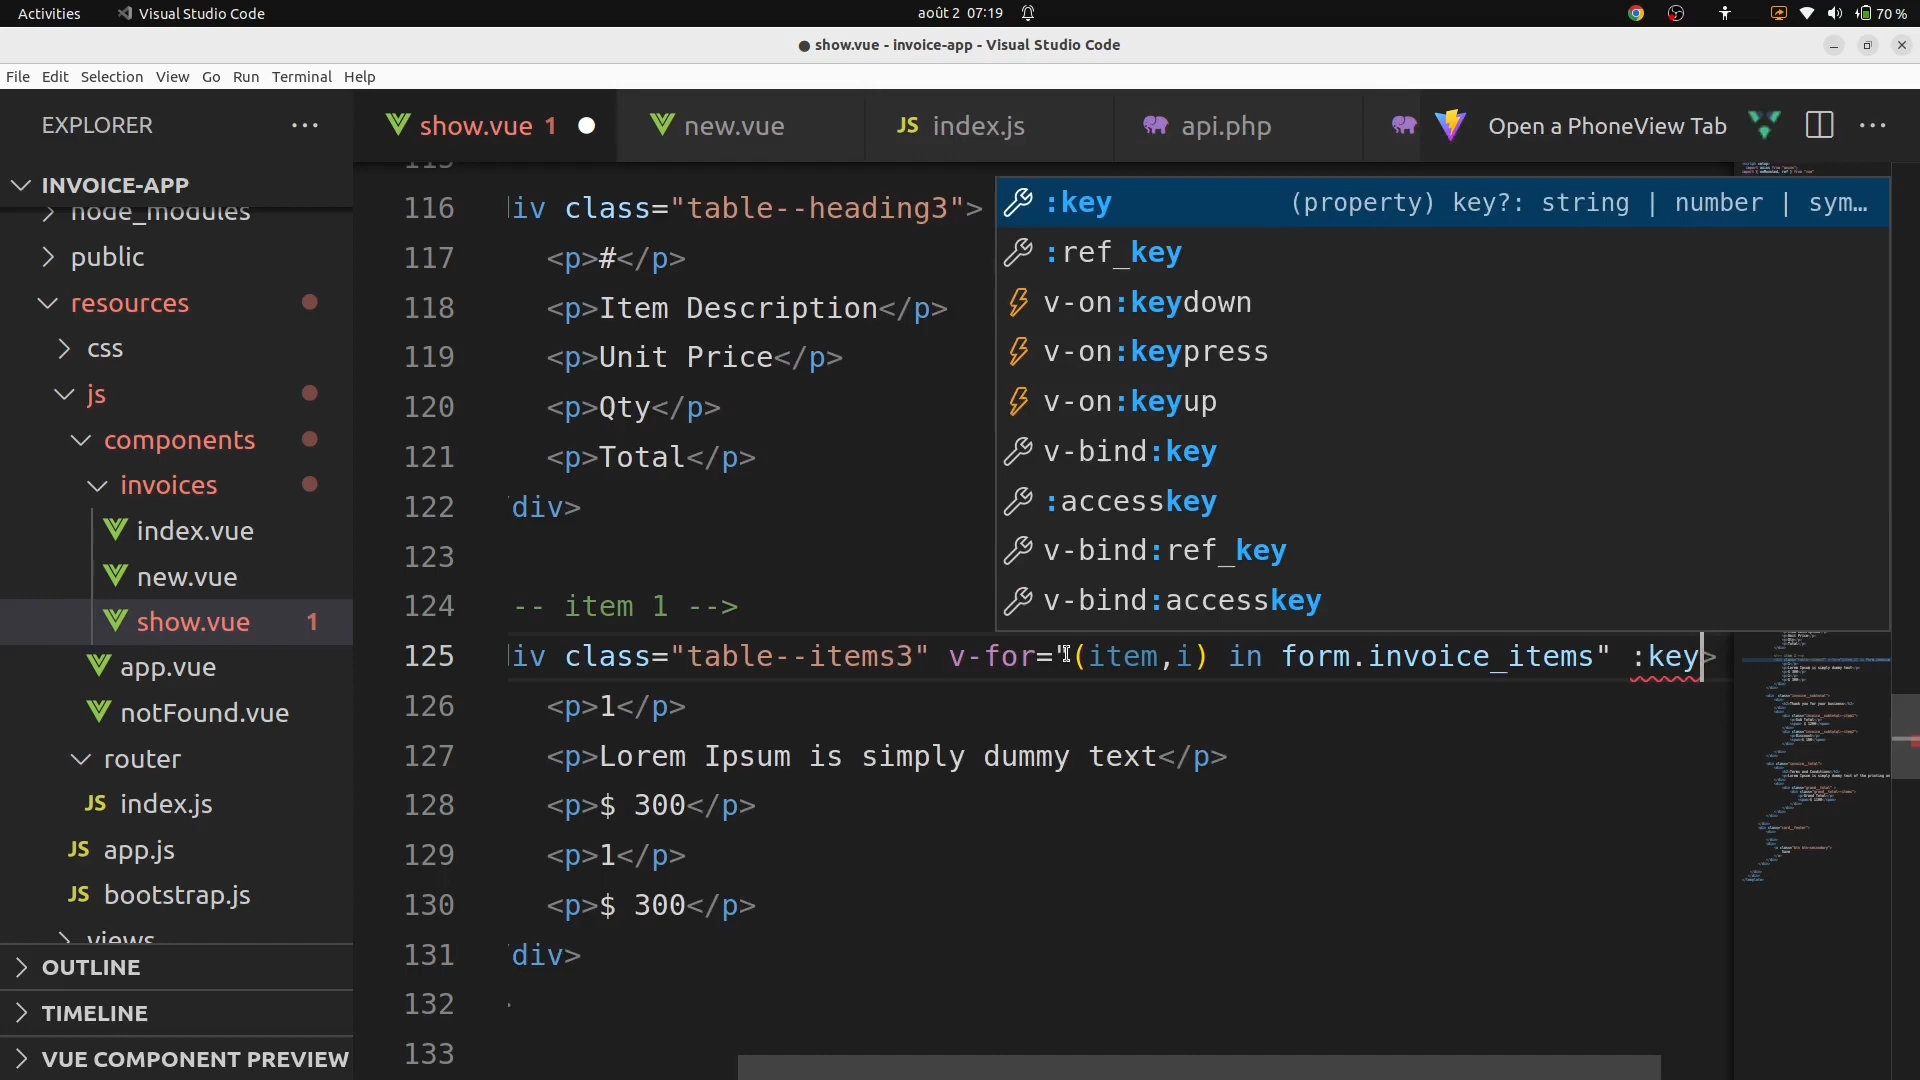 Activities Visual Studio Code août 2 07:19 70 %
● show.vue - invoice-app - Visual Studio Code
File Edit Selection View Go Run Terminal Help
EXPLORER ···
INVOICE-APP
node_modules
public
resources
css
js
components
invoices
index.vue
new.vue
show.vue 1
app.vue
notFound.vue
router
JS index.js
JS app.js
JS bootstrap.js
views
OUTLINE
TIMELINE
VUE COMPONENT PREVIEW
show.vue 1 new.vue JS index.js api.php Open a PhoneView Tab ···
115
116 iv class="table--heading3">
117 <p>#</p>
118 <p>Item Description</p>
119 <p>Unit Price</p>
120 <p>Qty</p>
121 <p>Total</p>
122 div>
123
124 -- item 1 -->
125 iv class="table--items3" v-for="(item,i) in form.invoice_items" :key>
126 <p>1</p>
127 <p>Lorem Ipsum is simply dummy text</p>
128 <p>$ 300</p>
129 <p>1</p>
130 <p>$ 300</p>
131 div>
132
133
:key (property) key?: string | number | sym…
:ref_key
v-on:keydown
v-on:keypress
v-on:keyup
v-bind:key
:accesskey
v-bind:ref_key
v-bind:accesskey